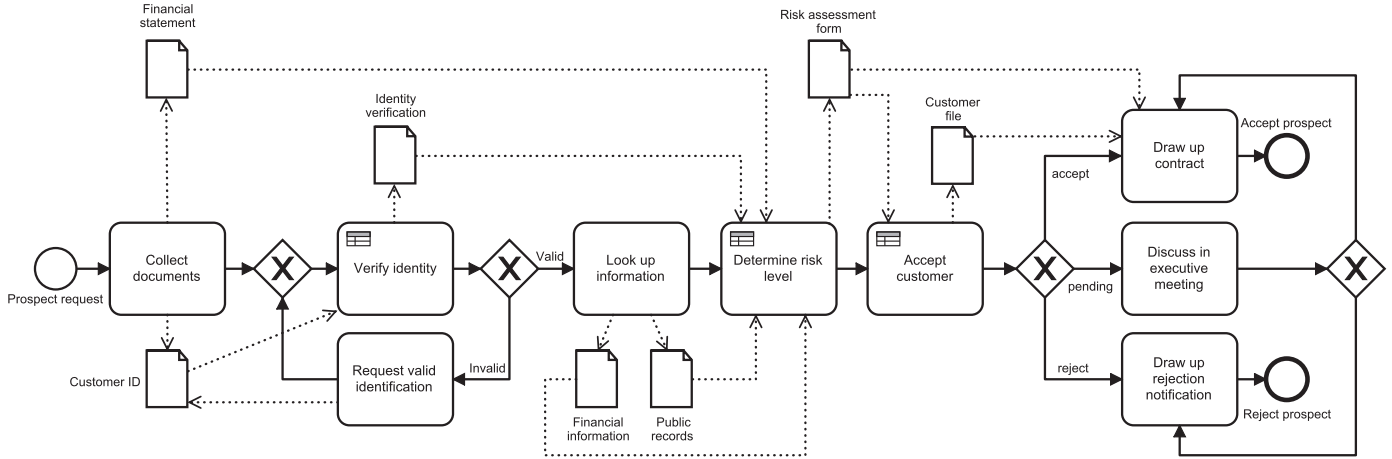 Financial
statement
Risk assessment
form
Identity
verification
Customer
file
Accept prospect
Draw up
contract
accept
Collect
documents
X
Verify identity
X
Valid
Look up
information
Determine risk
level
Accept
customer
X
pending
Discuss in
executive
meeting
X
Prospect request
Customer ID
Request valid
identification
Invalid
Financial
information
Public
records
reject
Draw up
rejection
notification
Reject prospect